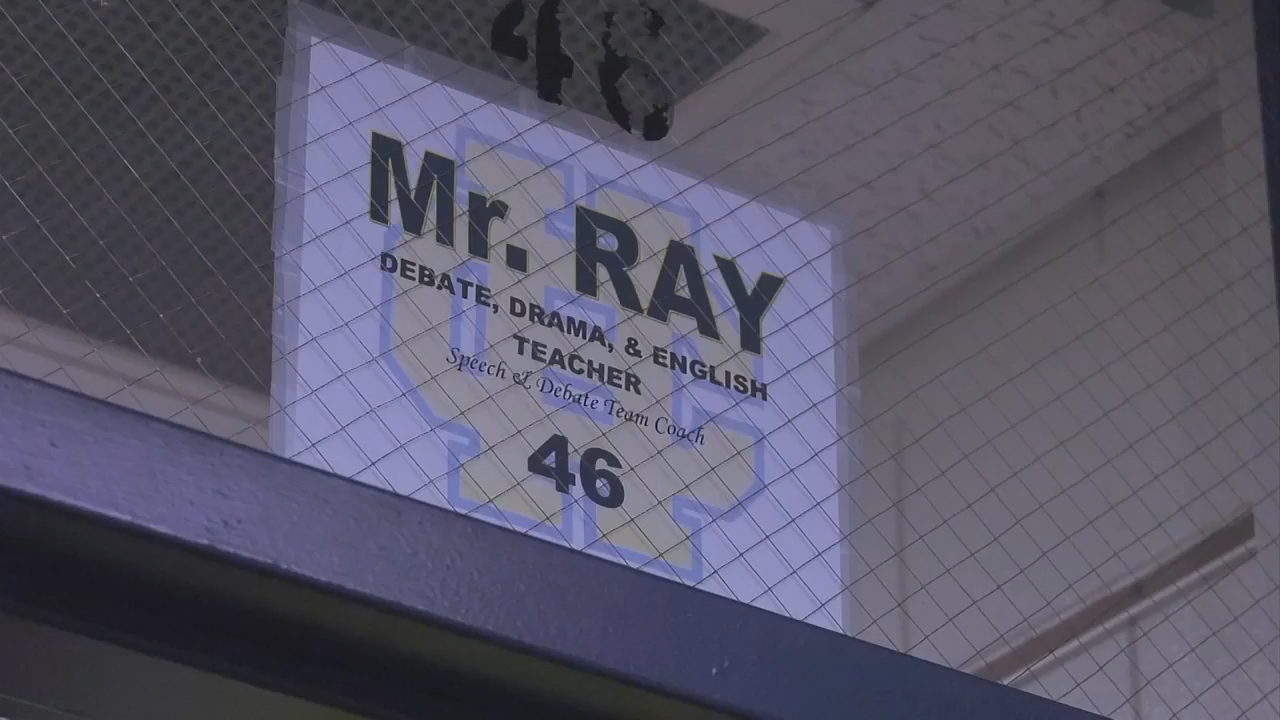 46
Mr. RAY
DEBATE, DRAMA, & ENGLISH
TEACHER
Speech & Debate Team Coach
46